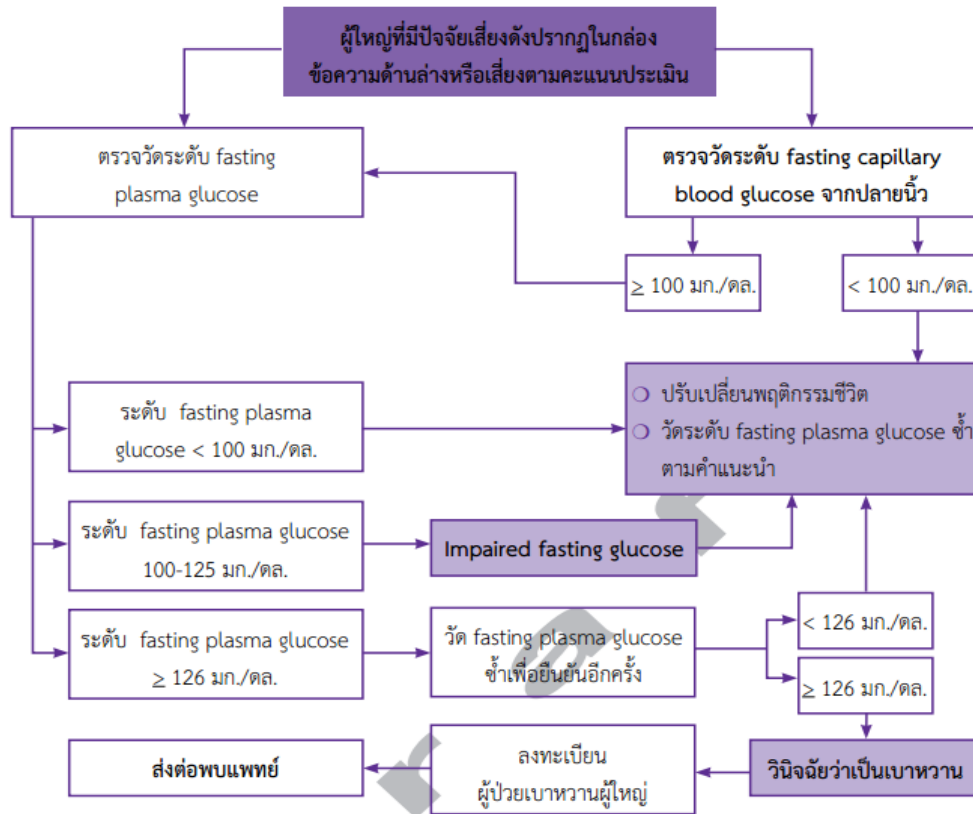 ผู้ใหญ่ที่มีปัจจัยเสี่ยงดังปรากฏในกล่อง
ข้อความด้านล่างหรือเสี่ยงตามคะแนนประเมิน
ตรวจวัดระดับ fasting
plasma glucose
ตรวจวัดระดับ fasting capillary
blood glucose จากปลายนิ้ว
≥ 100 มก./ดล.
< 100 มก./ดล.
ระดับ fasting plasma
glucose < 100 มก./ดล.
❍ ปรับเปลี่ยนพฤติกรรมชีวิต
❍ วัดระดับ fasting plasma glucose ซ้ำ
ตามคำแนะนำ
ระดับ fasting plasma glucose
100-125 มก./ดล.
Impaired fasting glucose
ระดับ fasting plasma glucose
≥ 126 มก./ดล.
วัด fasting plasma glucose
ซ้ำเพื่อยืนยันอีกครั้ง
< 126 มก./ดล.
≥ 126 มก./ดล.
ส่งต่อพบแพทย์
ลงทะเบียน
ผู้ป่วยเบาหวานผู้ใหญ่
วินิจฉัยว่าเป็นเบาหวาน